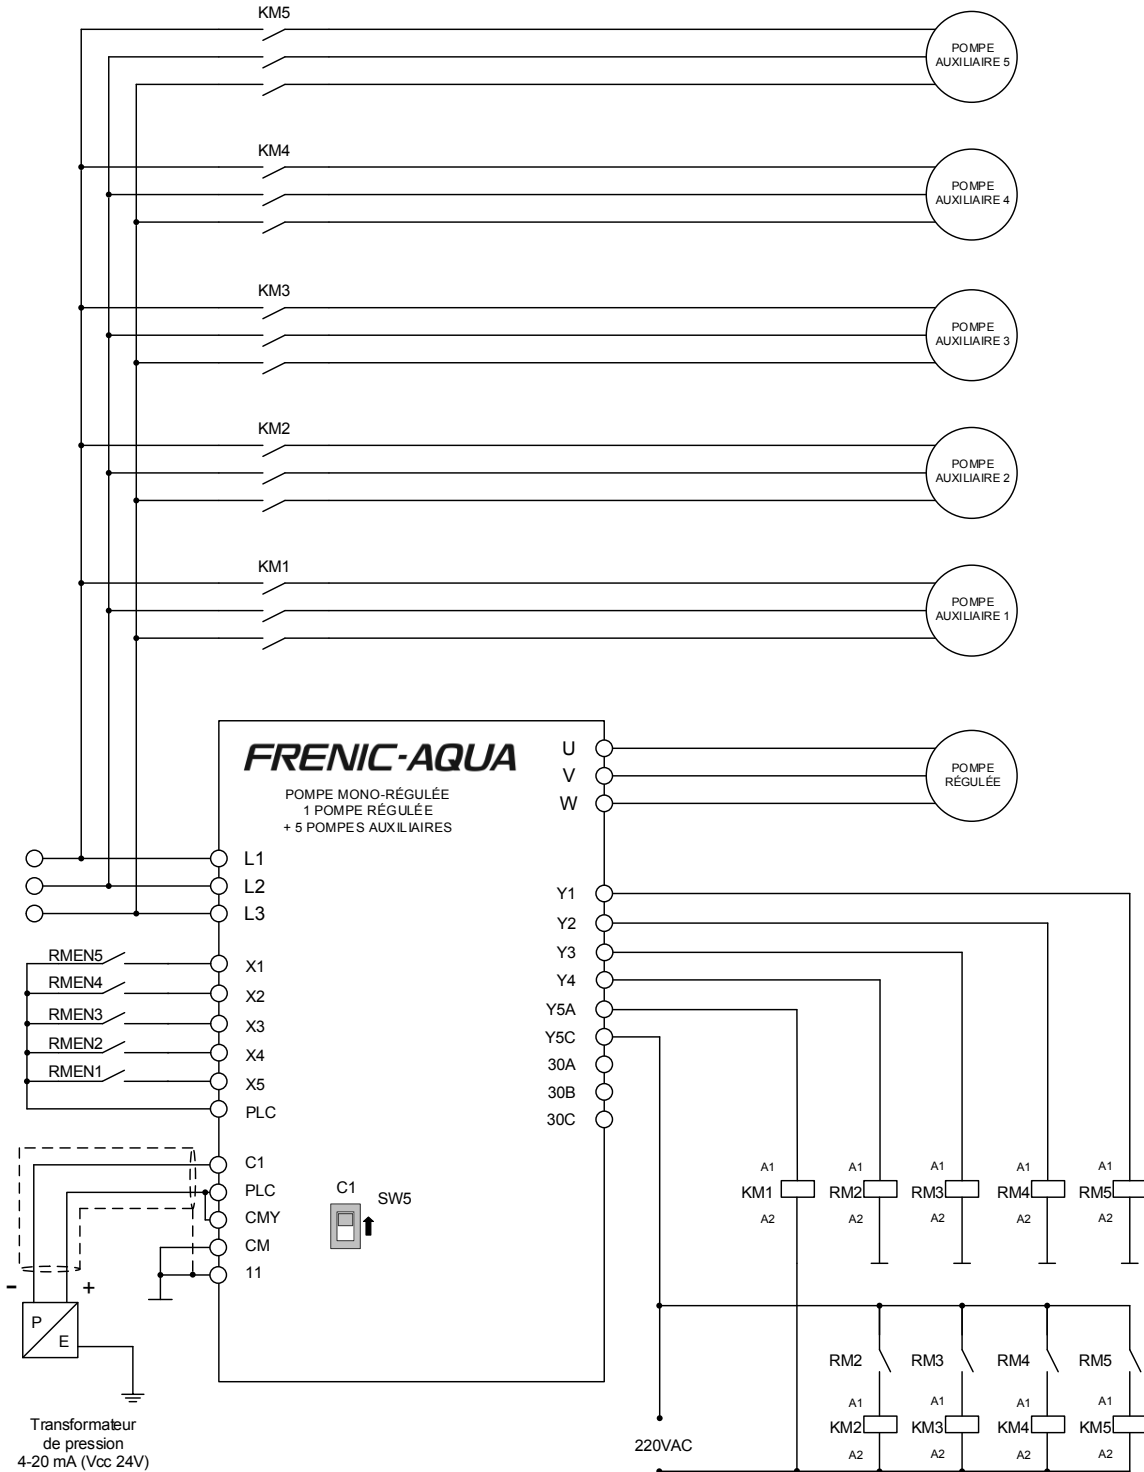 KM5
POMPE
AUXILIAIRE 5
KM4
POMPE
AUXILIAIRE 4
KM3
POMPE
AUXILIAIRE 3
KM2
POMPE
AUXILIAIRE 2
KM1
POMPE
AUXILIAIRE 1
FRENIC-AQUA
POMPE MONO-RÉGULÉE
1 POMPE RÉGULÉE
+ 5 POMPES AUXILIAIRES
U
V
W
POMPE
RÉGULÉE
L1
L2
L3
Y1
Y2
Y3
Y4
Y5A
Y5C
30A
30B
30C
RMEN5
X1
RMEN4
X2
RMEN3
X3
RMEN2
X4
RMEN1
X5
PLC
C1
PLC
CMY
CM
11
C1
SW5
A1 A1 A1 A1 A1
KM1 RM2 RM3 RM4 RM5
A2 A2 A2 A2 A2
- +
P
E
Transformateur
de pression
4-20 mA (Vcc 24V)
RM2 RM3 RM4 RM5
A1 A1 A1 A1
KM2 KM3 KM4 KM5
A2 A2 A2 A2
220VAC